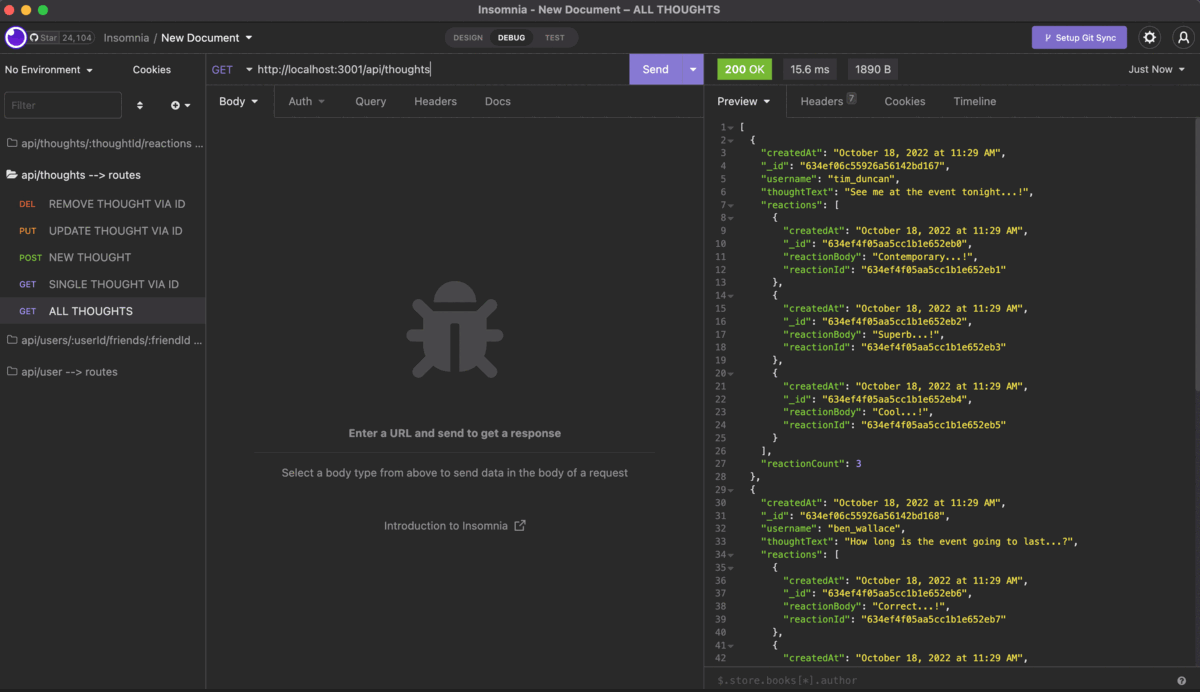 Insomnia - New Document – ALL THOUGHTS
Star 24,104
Insomnia / New Document
DESIGN DEBUG TEST
Setup Git Sync
No Environment
Cookies
GET http://localhost:3001/api/thoughts
Send
200 OK
15.6 ms
1890 B
Just Now
Filter
Body
Auth
Query
Headers
Docs
Preview
Headers ?
Cookies
Timeline
api/thoughts/:thoughtId/reactions ...
api/thoughts --> routes
DEL REMOVE THOUGHT VIA ID
PUT UPDATE THOUGHT VIA ID
POST NEW THOUGHT
GET SINGLE THOUGHT VIA ID
GET ALL THOUGHTS
api/users/:userId/friends/:friendId ...
api/user --> routes
Enter a URL and send to get a response
Select a body type from above to send data in the body of a request
Introduction to Insomnia
1 [
2 {
3 "createdAt": "October 18, 2022 at 11:29 AM",
4 "_id": "634ef06c55926a56142bd167",
5 "username": "tim_duncan",
6 "thoughtText": "See me at the event tonight...!",
7 "reactions": [
8 {
9 "createdAt": "October 18, 2022 at 11:29 AM",
10 "_id": "634ef4f05aa5cc1b1e652eb0",
11 "reactionBody": "Contemporary...!",
12 "reactionId": "634ef4f05aa5cc1b1e652eb1"
13 },
14 {
15 "createdAt": "October 18, 2022 at 11:29 AM",
16 "_id": "634ef4f05aa5cc1b1e652eb2",
17 "reactionBody": "Superb...!",
18 "reactionId": "634ef4f05aa5cc1b1e652eb3"
19 },
20 {
21 "createdAt": "October 18, 2022 at 11:29 AM",
22 "_id": "634ef4f05aa5cc1b1e652eb4",
23 "reactionBody": "Cool...!",
24 "reactionId": "634ef4f05aa5cc1b1e652eb5"
25 }
26 ],
27 "reactionCount": 3
28 },
29 {
30 "createdAt": "October 18, 2022 at 11:29 AM",
31 "_id": "634ef06c55926a56142bd168",
32 "username": "ben_wallace",
33 "thoughtText": "How long is the event going to last...?",
34 "reactions": [
35 {
36 "createdAt": "October 18, 2022 at 11:29 AM",
37 "_id": "634ef4f05aa5cc1b1e652eb6",
38 "reactionBody": "Correct...!",
39 "reactionId": "634ef4f05aa5cc1b1e652eb7"
40 },
41 {
42 "createdAt": "October 18, 2022 at 11:29 AM",
$.store.books[*].author